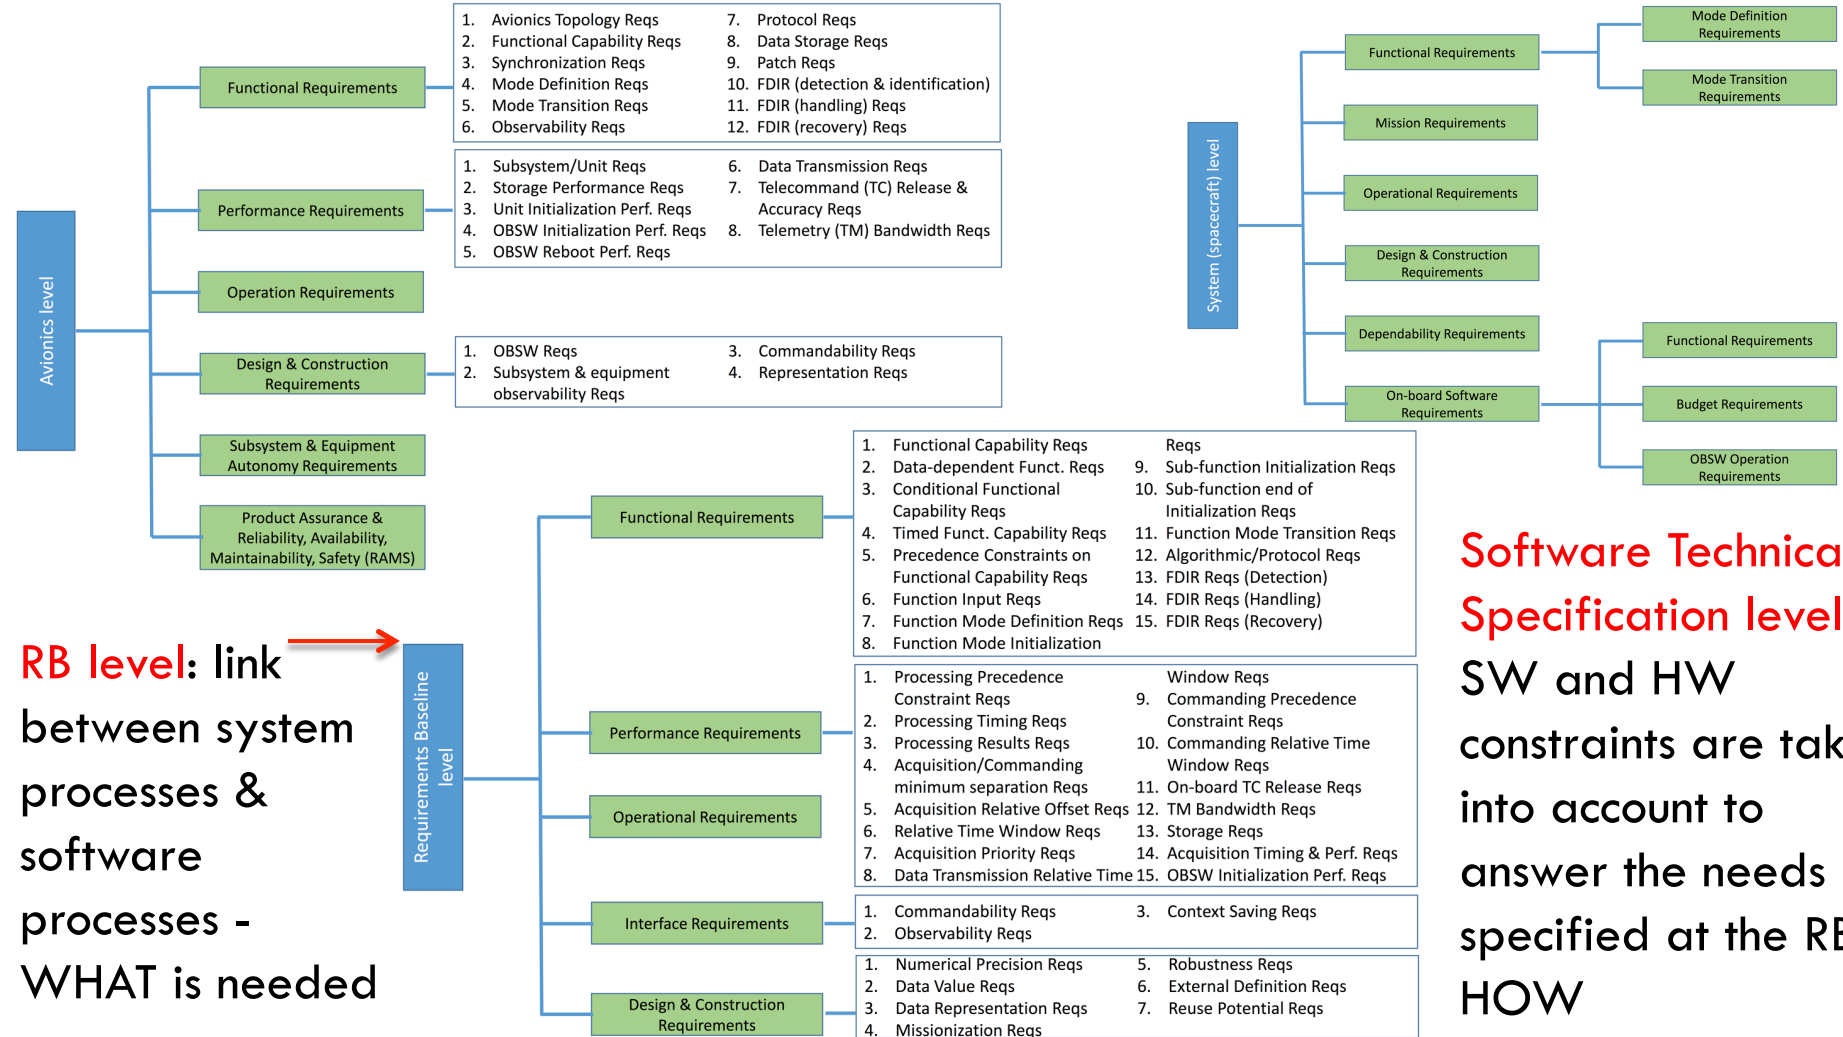 Avionics level
Functional Requirements
1. Avionics Topology Reqs
2. Functional Capability Reqs
3. Synchronization Reqs
4. Mode Definition Reqs
5. Mode Transition Reqs
6. Observability Reqs
7. Protocol Reqs
8. Data Storage Reqs
9. Patch Reqs
10. FDIR (detection & identification)
11. FDIR (handling) Reqs
12. FDIR (recovery) Reqs
Performance Requirements
1. Subsystem/Unit Reqs
2. Storage Performance Reqs
3. Unit Initialization Perf. Reqs
4. OBSW Initialization Perf. Reqs
5. OBSW Reboot Perf. Reqs
6. Data Transmission Reqs
7. Telecommand (TC) Release &
Accuracy Reqs
8. Telemetry (TM) Bandwidth Reqs
Operation Requirements
Design & Construction
Requirements
1. OBSW Reqs
2. Subsystem & equipment
observability Reqs
3. Commandability Reqs
4. Representation Reqs
Subsystem & Equipment
Autonomy Requirements
Product Assurance &
Reliability, Availability,
Maintainability, Safety (RAMS)
System (spacecraft) level
Functional Requirements
Mode Definition
Requirements
Mode Transition
Requirements
Mission Requirements
Operational Requirements
Design & Construction
Requirements
Dependability Requirements
On-board Software
Requirements
Functional Requirements
Budget Requirements
OBSW Operation
Requirements
RB level: link
between system
processes &
software
processes -
WHAT is needed
Requirements Baseline
level
Functional Requirements
1. Functional Capability Reqs
2. Data-dependent Funct. Reqs
3. Conditional Functional
Capability Reqs
4. Timed Funct. Capability Reqs
5. Precedence Constraints on
Functional Capability Reqs
6. Function Input Reqs
7. Function Mode Definition Reqs
8. Function Mode Initialization
Reqs
9. Sub-function Initialization Reqs
10. Sub-function end of
Initialization Reqs
11. Function Mode Transition Reqs
12. Algorithmic/Protocol Reqs
13. FDIR Reqs (Detection)
14. FDIR Reqs (Handling)
15. FDIR Reqs (Recovery)
Performance Requirements
1. Processing Precedence
Constraint Reqs
2. Processing Timing Reqs
3. Processing Results Reqs
4. Acquisition/Commanding
minimum separation Reqs
5. Acquisition Relative Offset Reqs
6. Relative Time Window Reqs
7. Acquisition Priority Reqs
8. Data Transmission Relative Time
Window Reqs
9. Commanding Precedence
Constraint Reqs
10. Commanding Relative Time
Window Reqs
11. On-board TC Release Reqs
12. TM Bandwidth Reqs
13. Storage Reqs
14. Acquisition Timing & Perf. Reqs
15. OBSW Initialization Perf. Reqs
Operational Requirements
Interface Requirements
1. Commandability Reqs
2. Observability Reqs
3. Context Saving Reqs
Design & Construction
Requirements
1. Numerical Precision Reqs
2. Data Value Reqs
3. Data Representation Reqs
4. Missionization Reqs
5. Robustness Reqs
6. External Definition Reqs
7. Reuse Potential Reqs
Software Technica
Specification level
SW and HW
constraints are tak
into account to
answer the needs
specified at the RB
HOW